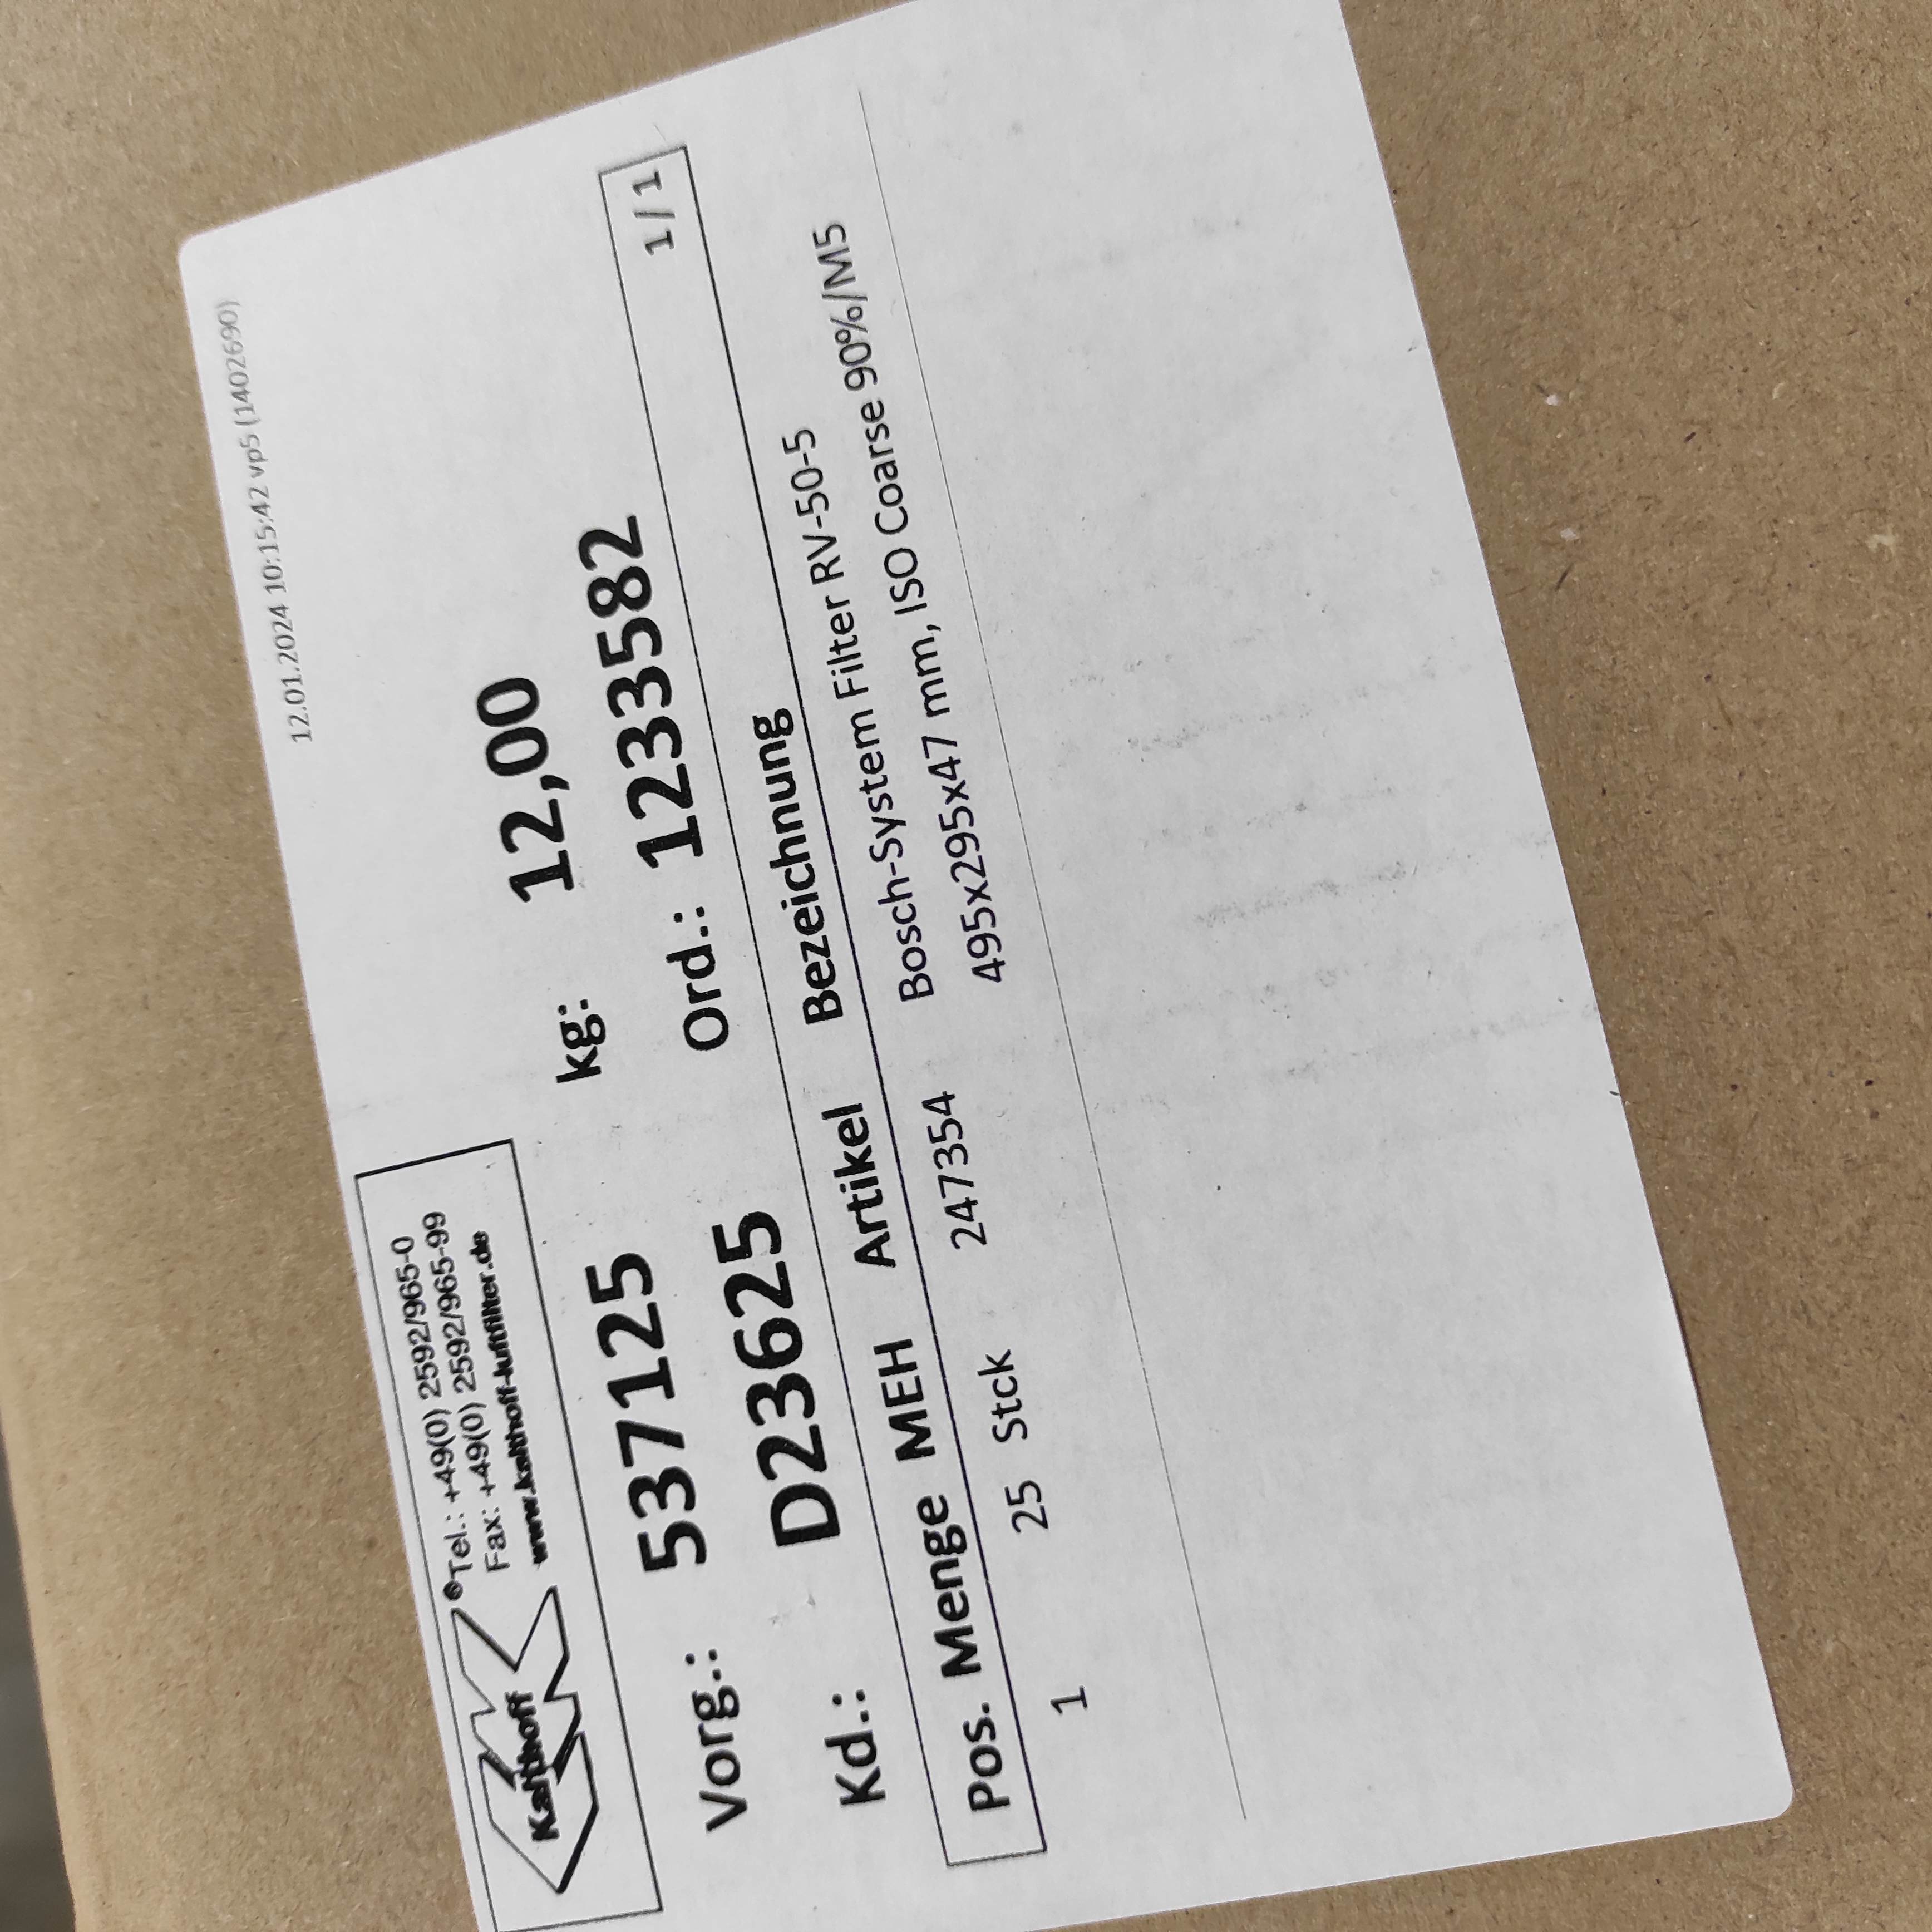 12.01.2024 10:15:42 vp5 (1402690)
Kalthoff
®Tel.: +49(0) 2592/965-0
Fax: +49(0) 2592/965-99
www.kalthoff-luftfilter.de
Vorg.: 537125 kg: 12,00
Kd.: D23625 Ord.: 1233582
1/1
Pos. Menge MEH Artikel Bezeichnung
1 25 Stck 247354 Bosch-System Filter RV-50-5
495x295x47 mm, ISO Coarse 90%/M5